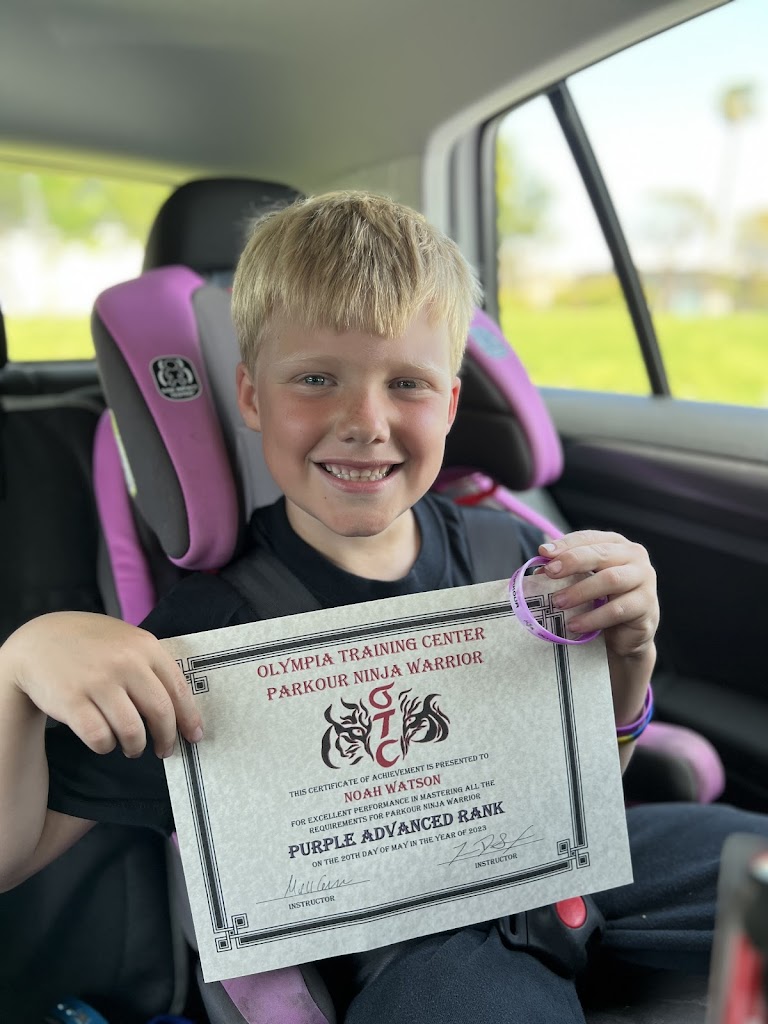 OLYMPIA TRAINING CENTER
PARKOUR NINJA WARRIOR
OTC
THIS CERTIFICATE OF ACHIEVEMENT IS PRESENTED TO
NOAH WATSON
FOR EXCELLENT PERFORMANCE IN MASTERING ALL THE
REQUIREMENTS FOR PARKOUR NINJA WARRIOR
PURPLE ADVANCED RANK
ON THE 20TH DAY OF MAY IN THE YEAR OF 2023
INSTRUCTOR
INSTRUCTOR